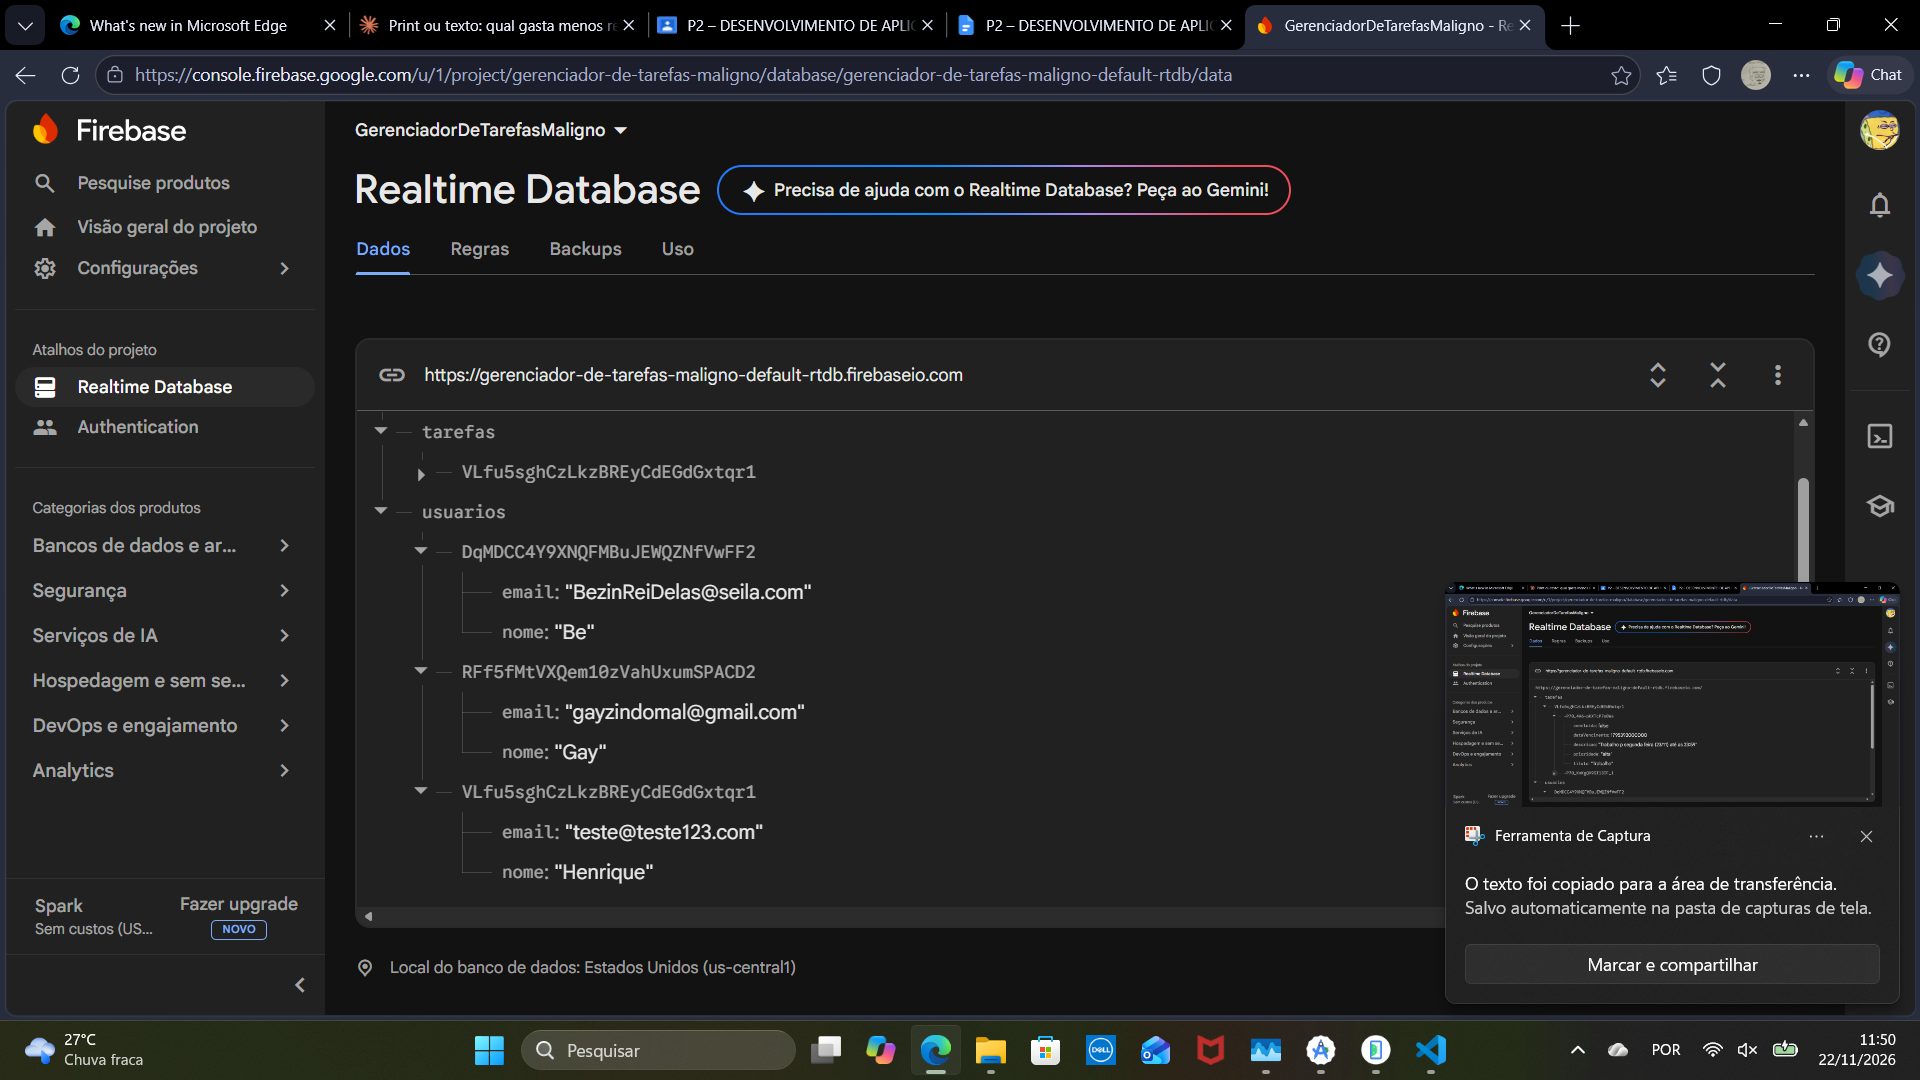 What's new in Microsoft Edge
Print ou texto: qual gasta menos re
P2 – DESENVOLVIMENTO DE APLIC
P2 – DESENVOLVIMENTO DE APLIC
GerenciadorDeTarefasMaligno - Re
https://console.firebase.google.com/u/1/project/gerenciador-de-tarefas-maligno/database/gerenciador-de-tarefas-maligno-default-rtdb/data
Chat
Firebase
Pesquise produtos
Visão geral do projeto
Configurações
Atalhos do projeto
Realtime Database
Authentication
Categorias dos produtos
Bancos de dados e ar...
Segurança
Serviços de IA
Hospedagem e sem se...
DevOps e engajamento
Analytics
Spark
Sem custos (US...
Fazer upgrade
NOVO
GerenciadorDeTarefasMaligno
Realtime Database
Precisa de ajuda com o Realtime Database? Peça ao Gemini!
Dados
Regras
Backups
Uso
https://gerenciador-de-tarefas-maligno-default-rtdb.firebaseio.com
tarefas
VLfu5sghCzLkzBREyCdEGdGxtqr1
usuarios
DqMDCC4Y9XNQFMBuJEWQZNfVwFF2
email: "BezinReiDelas@seila.com"
nome: "Be"
RFf5fMtVXQem10zVahUxumSPACD2
email: "gayzindomal@gmail.com"
nome: "Gay"
VLfu5sghCzLkzBREyCdEGdGxtqr1
email: "teste@teste123.com"
nome: "Henrique"
Local do banco de dados: Estados Unidos (us-central1)
Firebase
Realtime Database
Ferramenta de Captura
O texto foi copiado para a área de transferência.
Salvo automaticamente na pasta de capturas de tela.
Marcar e compartilhar
27°C
Chuva fraca
Pesquisar
DELL
POR
11:50
22/11/2026